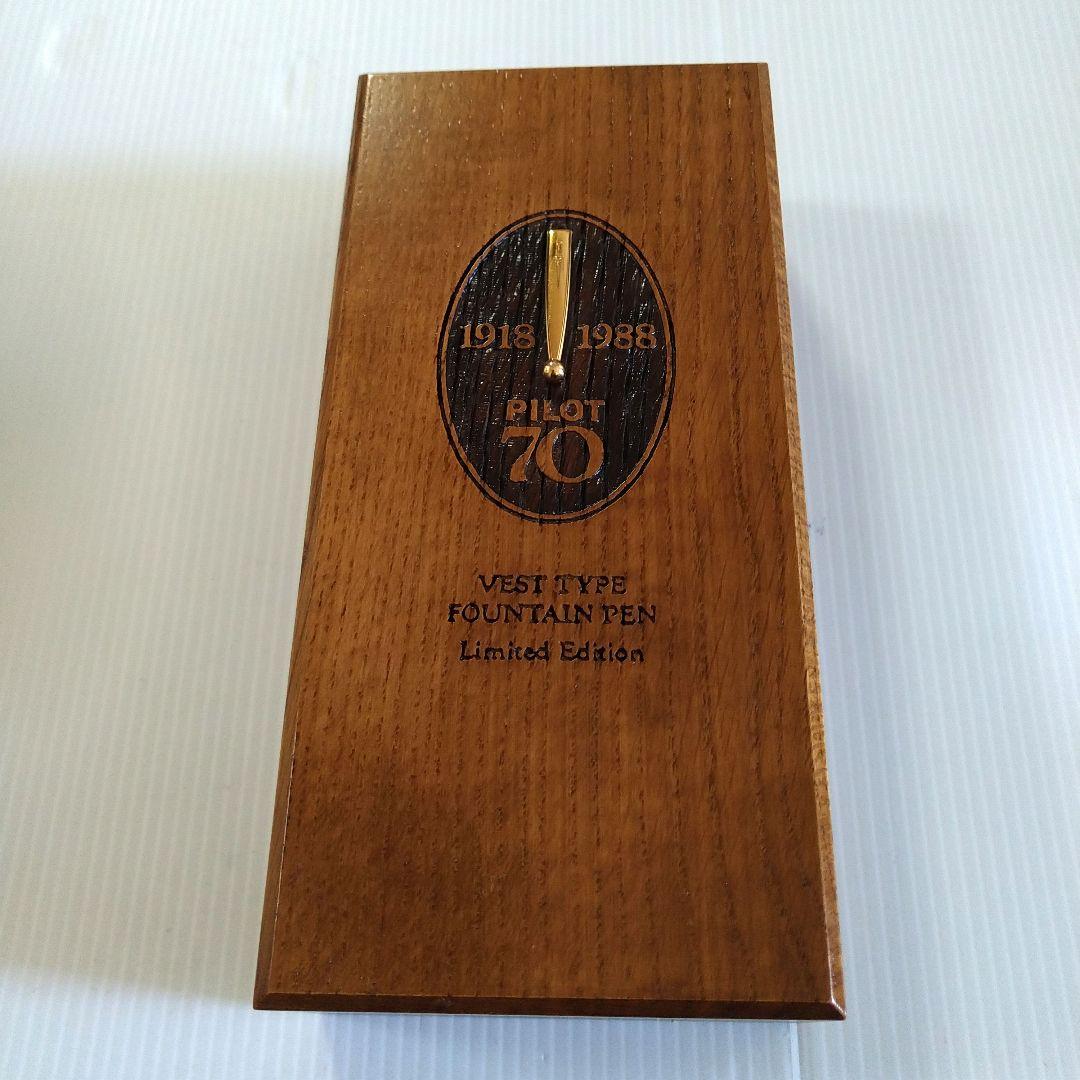 1918 1988
PILOT
70
VEST TYPE
FOUNTAIN PEN
Limited Edition